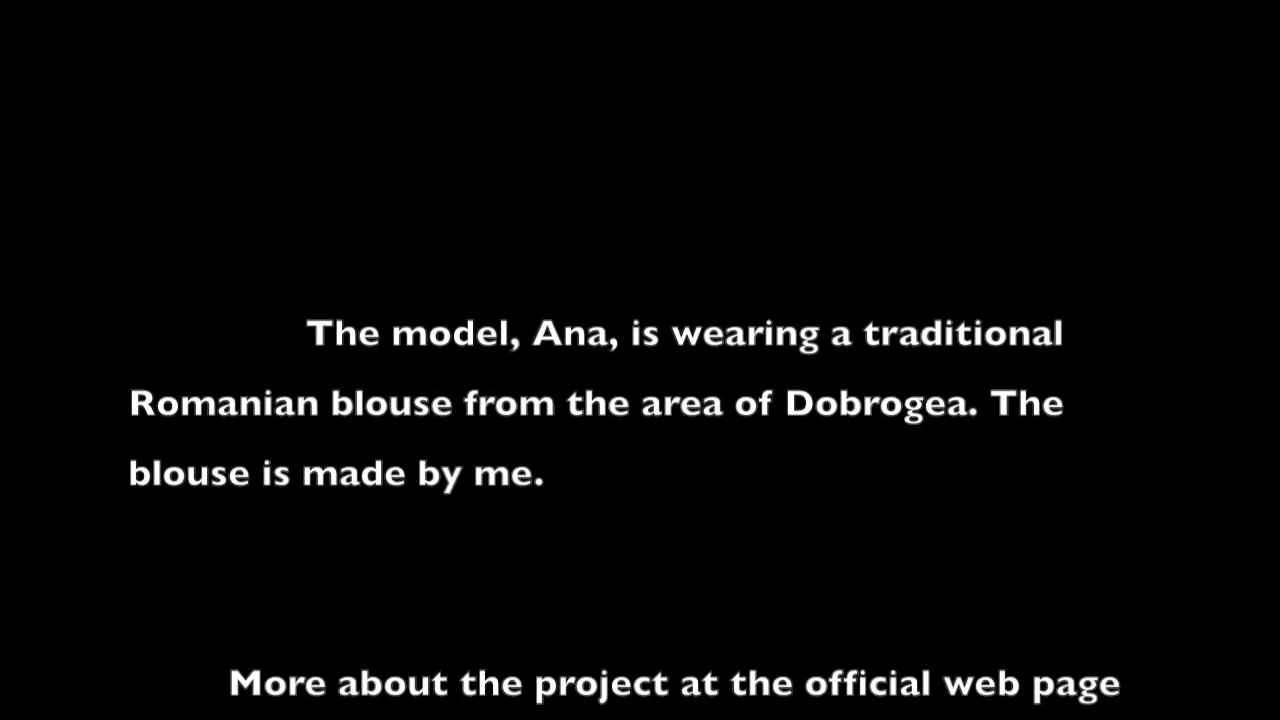 The model, Ana, is wearing a traditional
Romanian blouse from the area of Dobrogea. The
blouse is made by me.
More about the project at the official web page